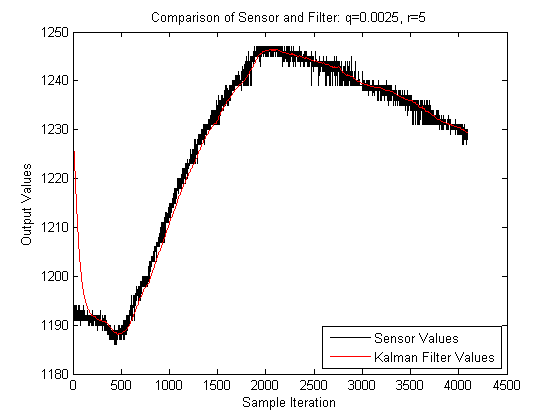 Comparison of Sensor and Filter: q=0.0025, r=5
Output Values
1250
1240
1230
1220
1210
1200
1190
1180
0 500 1000 1500 2000 2500 3000 3500 4000 4500
Sample Iteration
Sensor Values
Kalman Filter Values